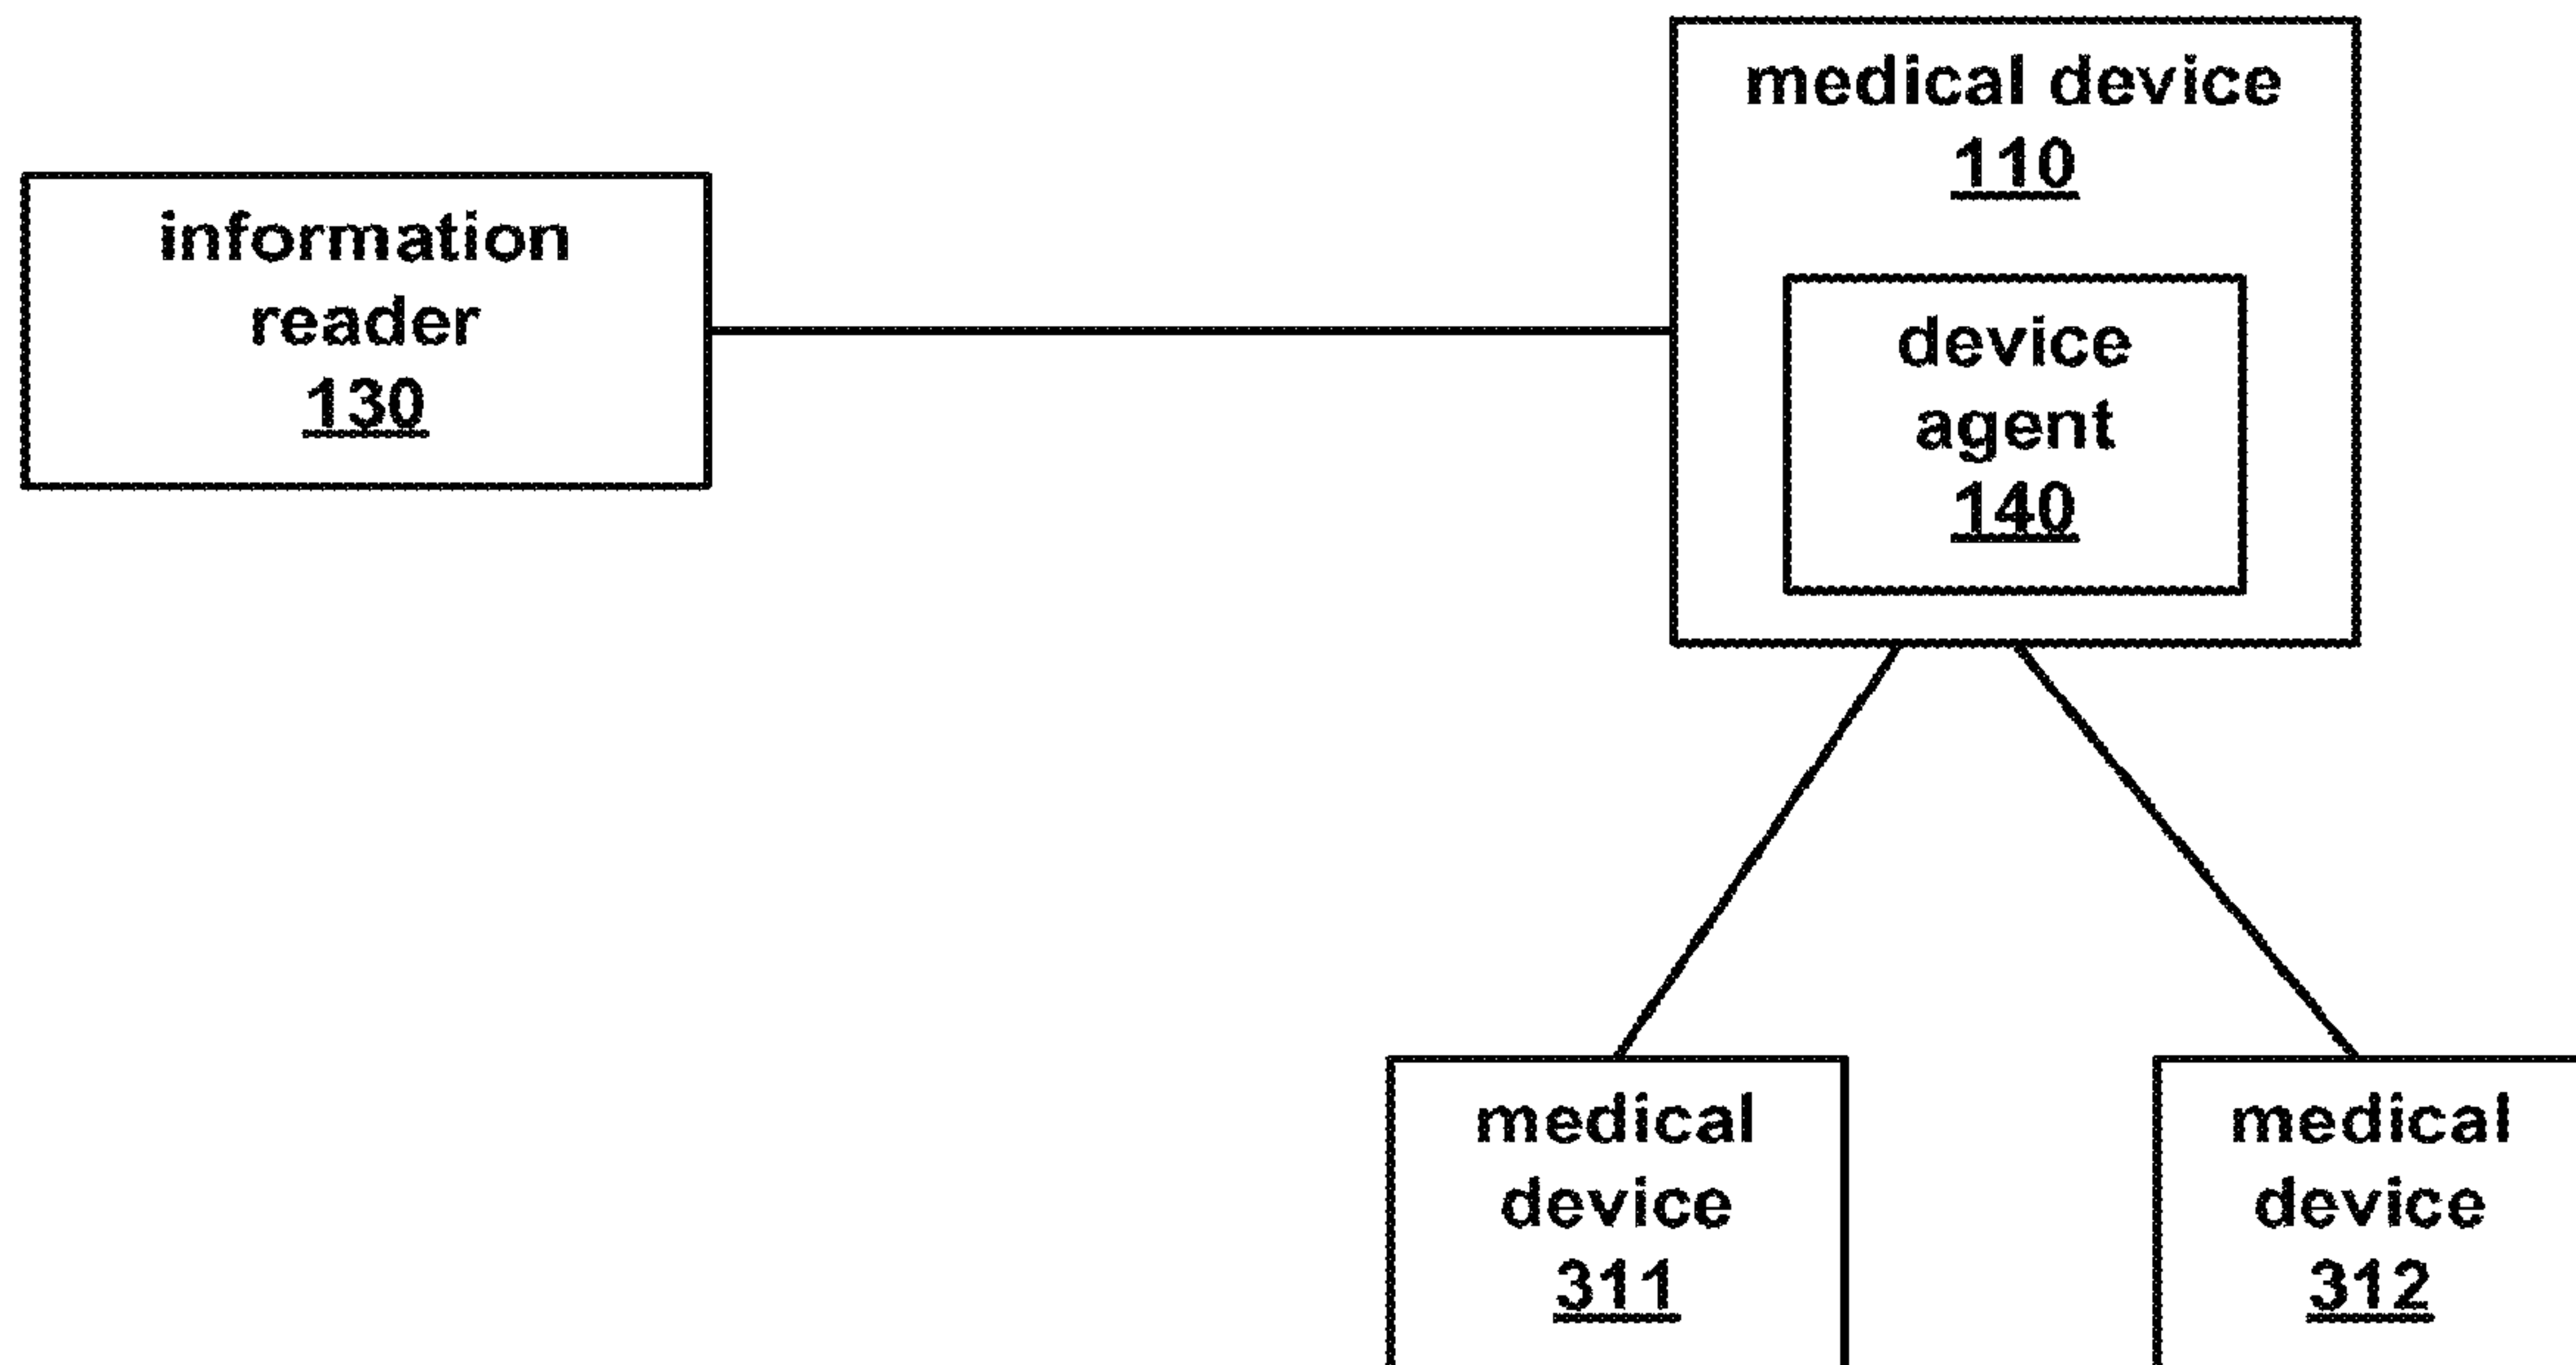 medical device
110
information
reader
130
device
agent
140
medical
device
311
medical
device
312